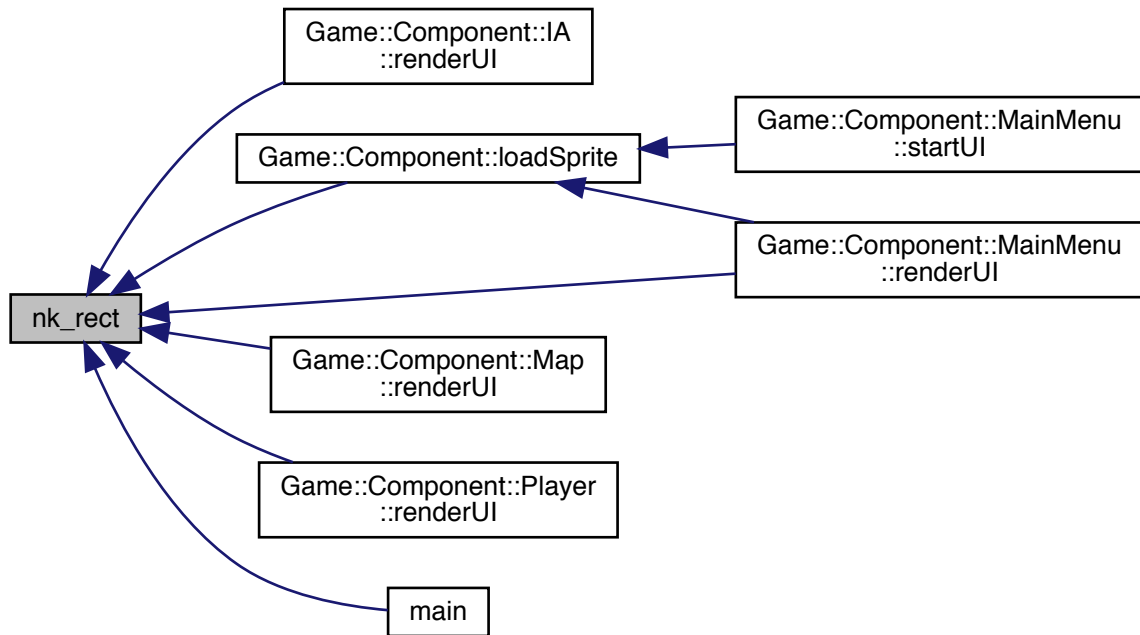 Game::Component::IA
::renderUI
Game::Component::MainMenu
::startUI
Game::Component::loadSprite
Game::Component::MainMenu
::renderUI
nk_rect
Game::Component::Map
::renderUI
Game::Component::Player
::renderUI
main